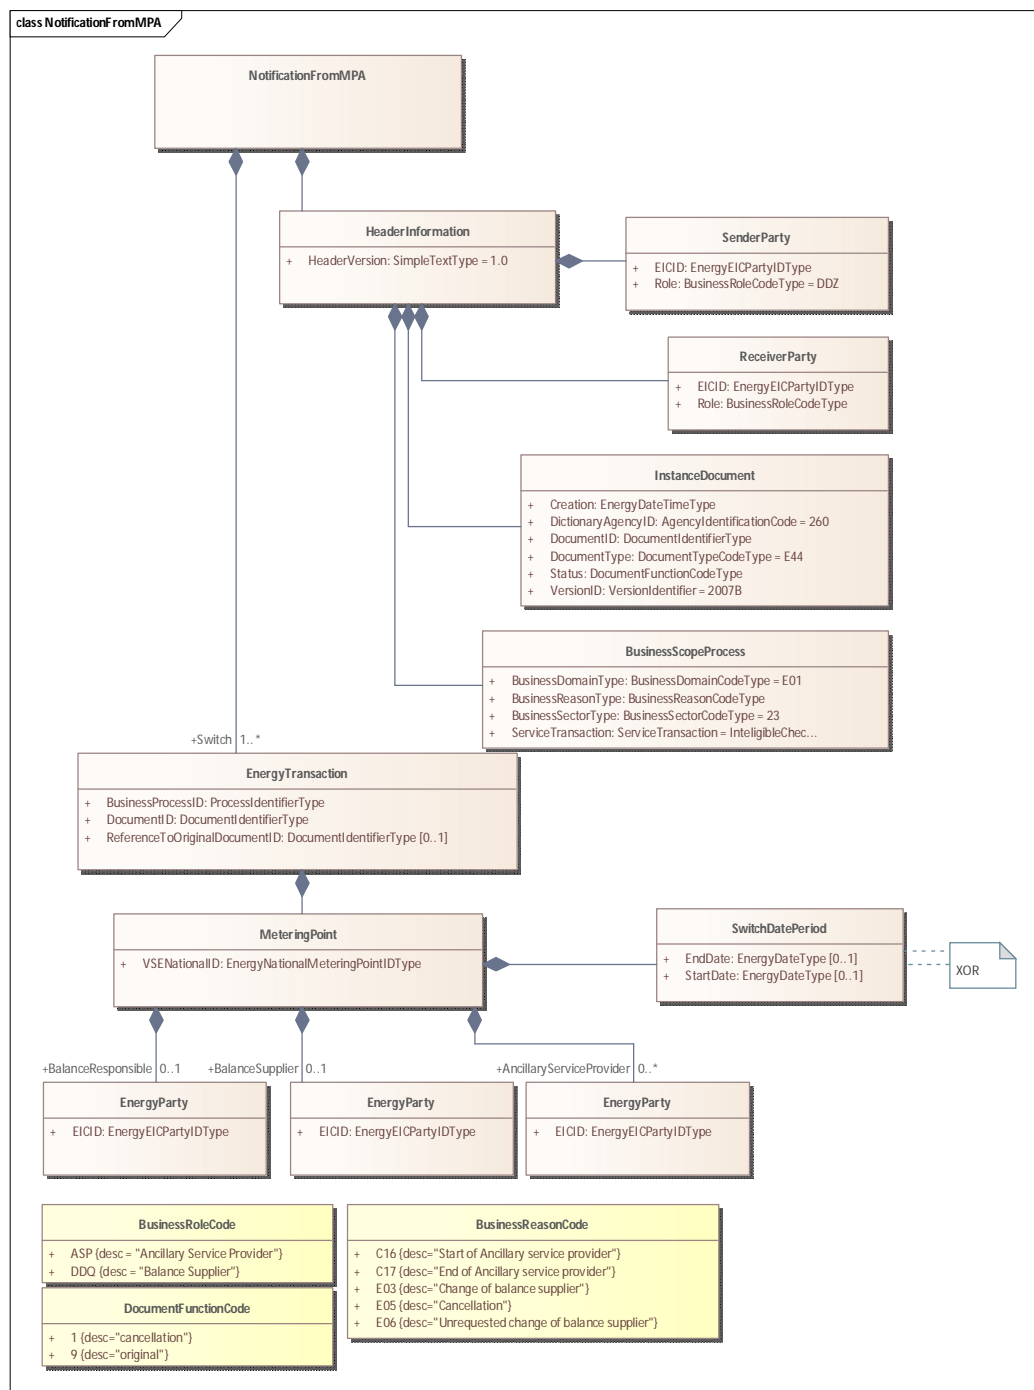 class NotificationFromMPA
NotificationFromMPA
HeaderInformation
+ HeaderVersion: SimpleTextType = 1.0
SenderParty
+ EICID: EnergyEICPartyIDType
+ Role: BusinessRoleCodeType = DDZ
ReceiverParty
+ EICID: EnergyEICPartyIDType
+ Role: BusinessRoleCodeType
InstanceDocument
+ Creation: EnergyDateTimeType
+ DictionaryAgencyID: AgencyIdentificationCode = 260
+ DocumentID: DocumentIdentifierType
+ DocumentType: DocumentTypeCodeType = E44
+ Status: DocumentFunctionCodeType
+ VersionID: VersionIdentifier = 2007B
BusinessScopeProcess
+ BusinessDomainType: BusinessDomainCodeType = E01
+ BusinessReasonType: BusinessReasonCodeType
+ BusinessSectorType: BusinessSectorCodeType = 23
+ ServiceTransaction: ServiceTransaction = InteligibleChec...
+Switch 1..*
EnergyTransaction
+ BusinessProcessID: ProcessIdentifierType
+ DocumentID: DocumentIdentifierType
+ ReferenceToOriginalDocumentID: DocumentIdentifierType [0..1]
MeteringPoint
+ VSENationalID: EnergyNationalMeteringPointIDType
SwitchDatePeriod
+ EndDate: EnergyDateType [0..1]
+ StartDate: EnergyDateType [0..1]
XOR
+BalanceResponsible 0..1
+BalanceSupplier 0..1
+AncillaryServiceProvider 0..*
EnergyParty
+ EICID: EnergyEICPartyIDType
EnergyParty
+ EICID: EnergyEICPartyIDType
EnergyParty
+ EICID: EnergyEICPartyIDType
BusinessRoleCode
+ ASP {desc = "Ancillary Service Provider"}
+ DDQ {desc = "Balance Supplier"}
DocumentFunctionCode
+ 1 {desc="cancellation"}
+ 9 {desc="original"}
BusinessReasonCode
+ C16 {desc="Start of Ancillary service provider"}
+ C17 {desc="End of Ancillary service provider"}
+ E03 {desc="Change of balance supplier"}
+ E05 {desc="Cancellation"}
+ E06 {desc="Unrequested change of balance supplier"}